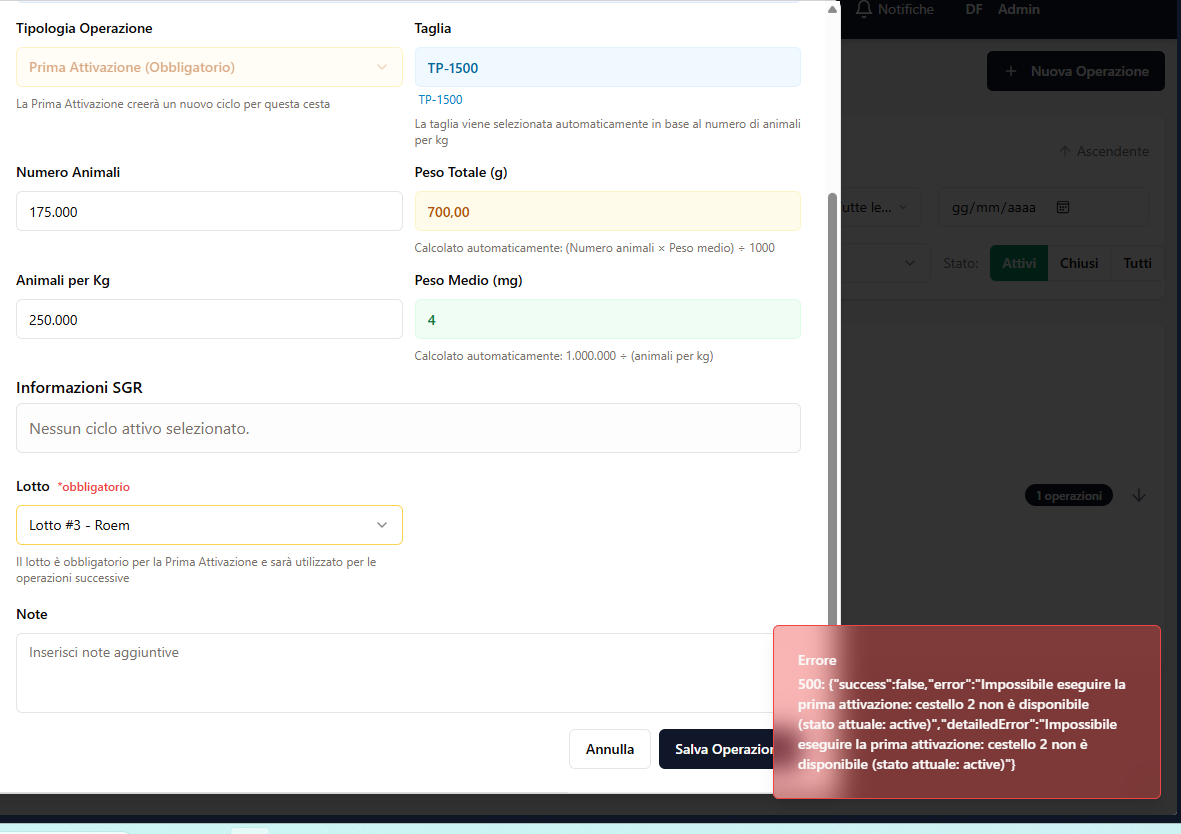 Notifiche
DF Admin
+ Nuova Operazione
Ascendente
utte le...
gg/mm/aaaa
Stato:
Attivi
Chiusi
Tutti
1 operazioni
Tipologia Operazione
Prima Attivazione (Obbligatorio)
La Prima Attivazione creerà un nuovo ciclo per questa cesta
Taglia
TP-1500
TP-1500
La taglia viene selezionata automaticamente in base al numero di animali
per kg
Numero Animali
175.000
Peso Totale (g)
700,00
Calcolato automaticamente: (Numero animali × Peso medio) ÷ 1000
Animali per Kg
250.000
Peso Medio (mg)
4
Calcolato automaticamente: 1.000.000 ÷ (animali per kg)
Informazioni SGR
Nessun ciclo attivo selezionato.
Lotto *obbligatorio
Lotto #3 - Roem
Il lotto è obbligatorio per la Prima Attivazione e sarà utilizzato per le
operazioni successive
Note
Inserisci note aggiuntive
Annulla
Salva Operazion
Errore
500: {"success":false,"error":"Impossibile eseguire la
prima attivazione: cestello 2 non è disponibile
(stato attuale: active)","detailedError":"Impossibile
eseguire la prima attivazione: cestello 2 non è
disponibile (stato attuale: active)"}